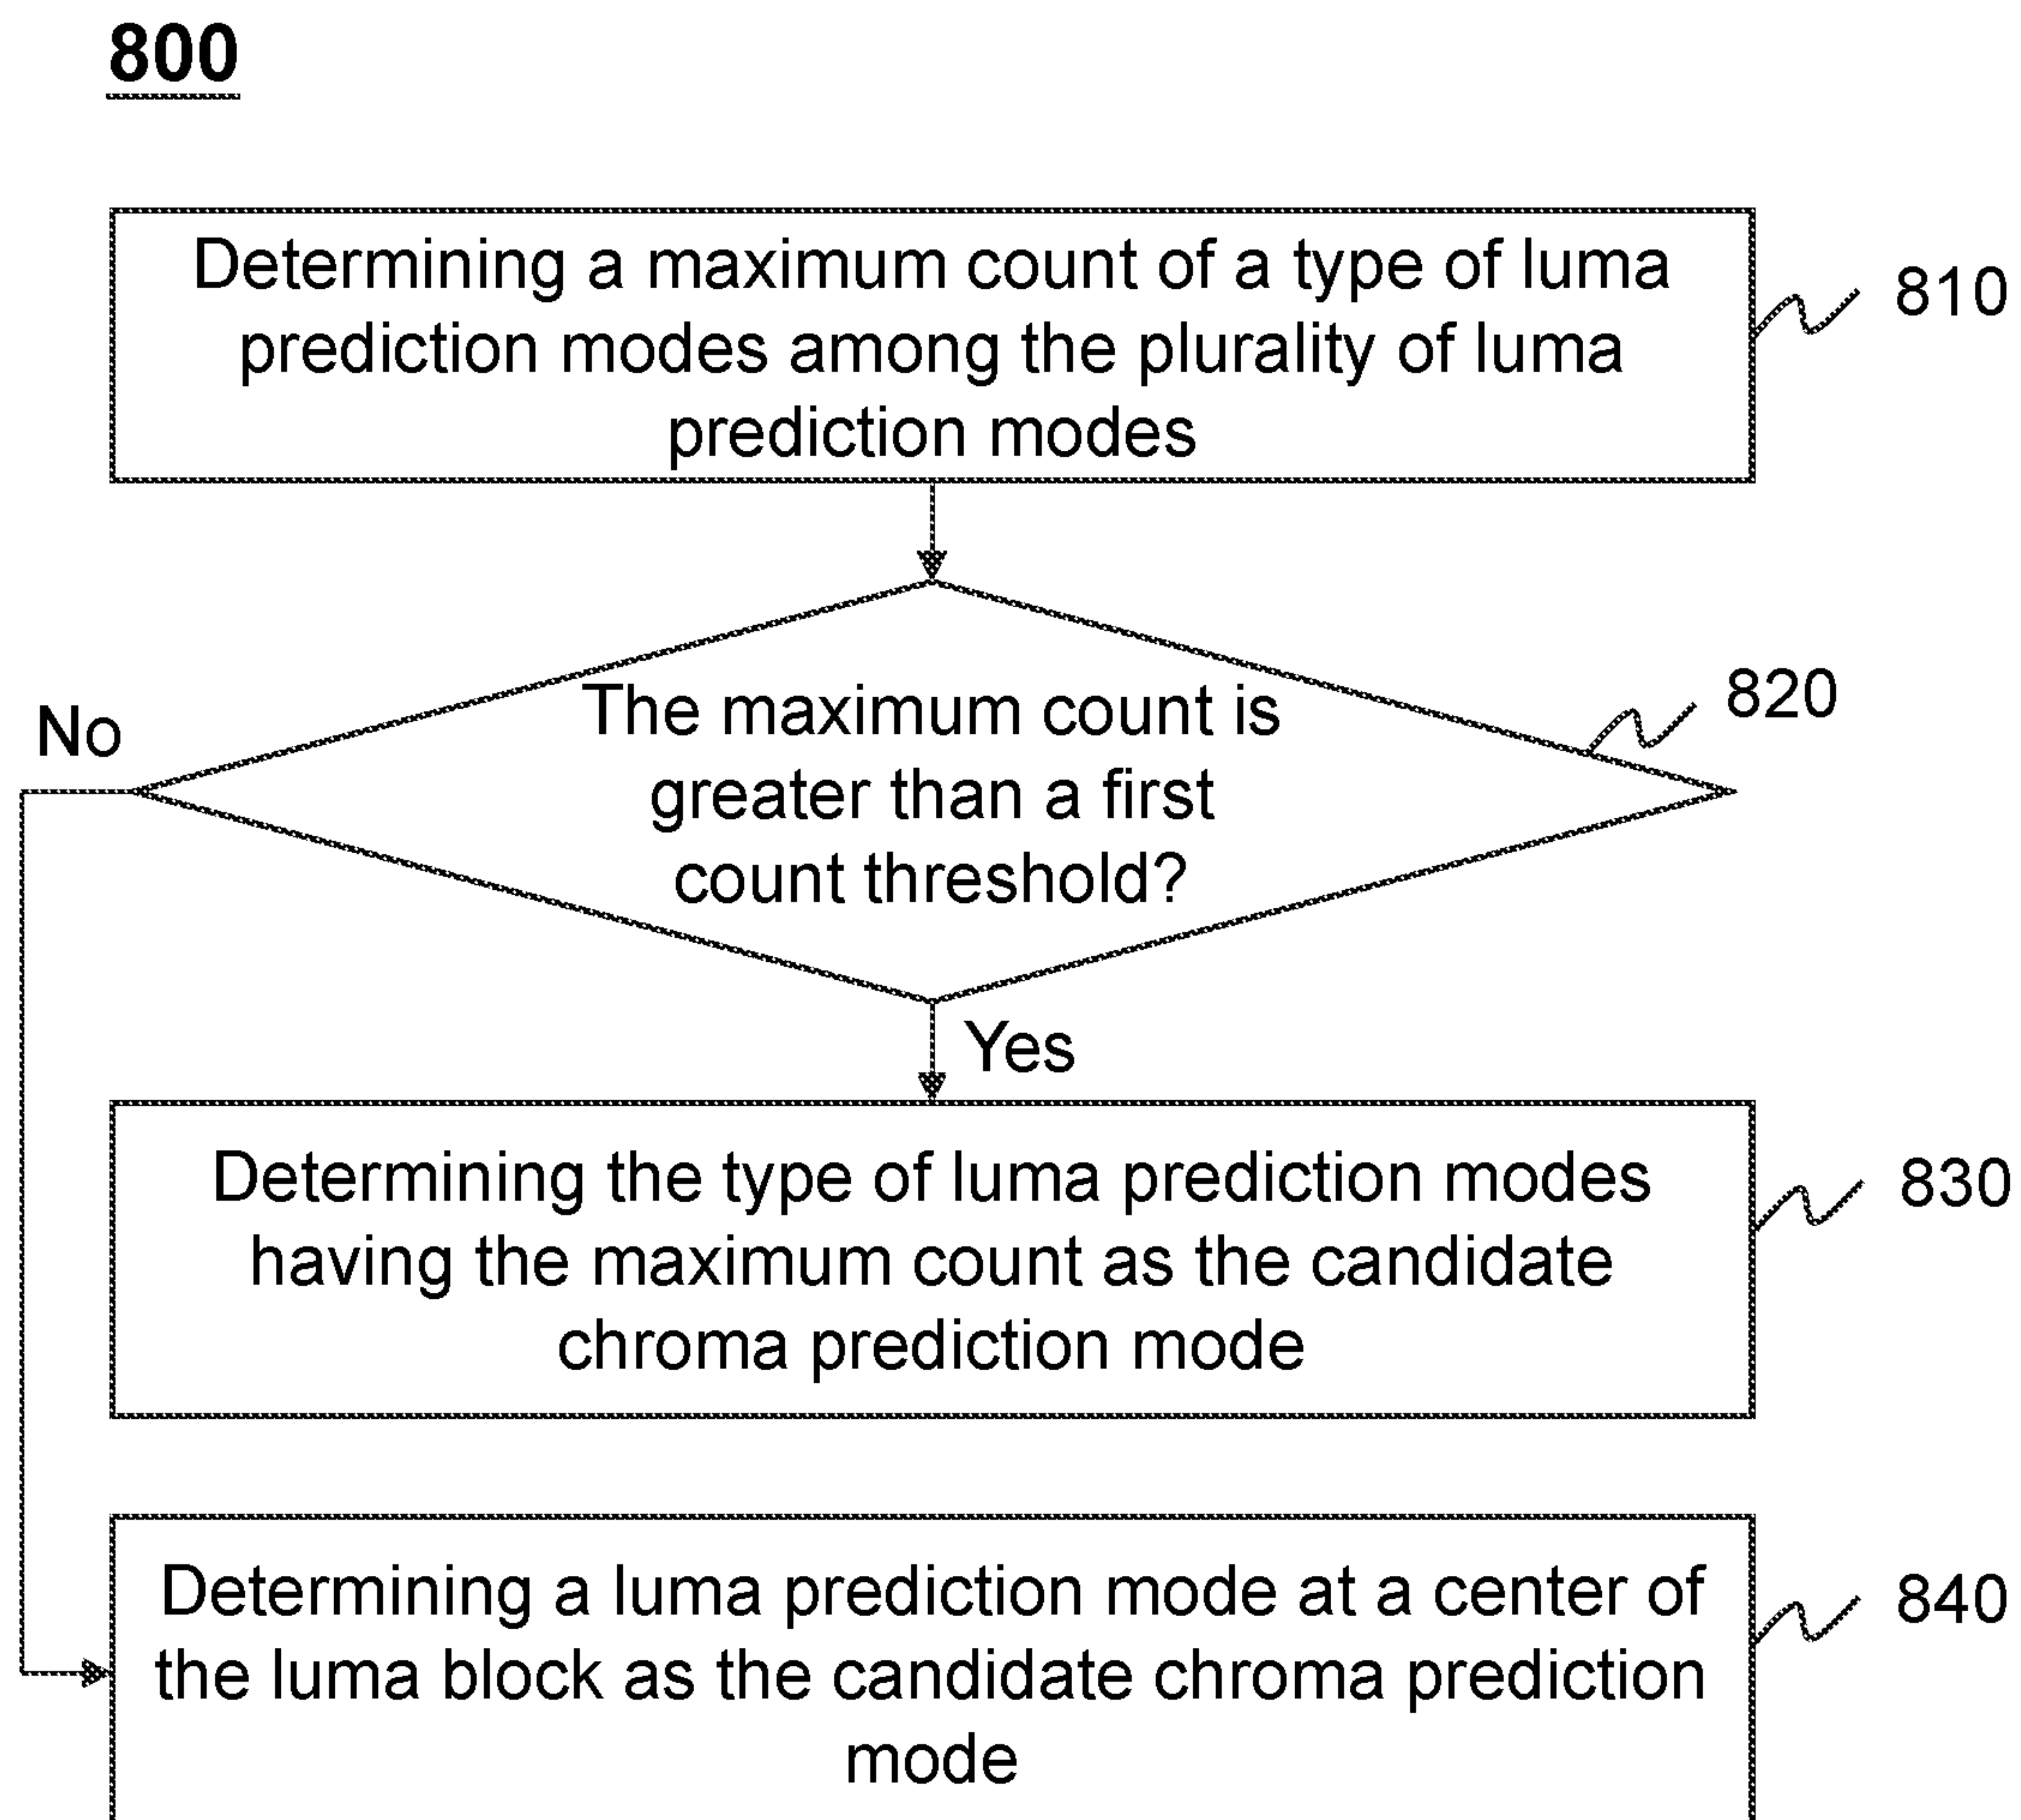 800
Determining a maximum count of a type of luma
prediction modes among the plurality of luma
prediction modes
810
The maximum count is
greater than a first
count threshold?
820
No
Yes
Determining the type of luma prediction modes
having the maximum count as the candidate
chroma prediction mode
830
Determining a luma prediction mode at a center of
the luma block as the candidate chroma prediction
mode
840